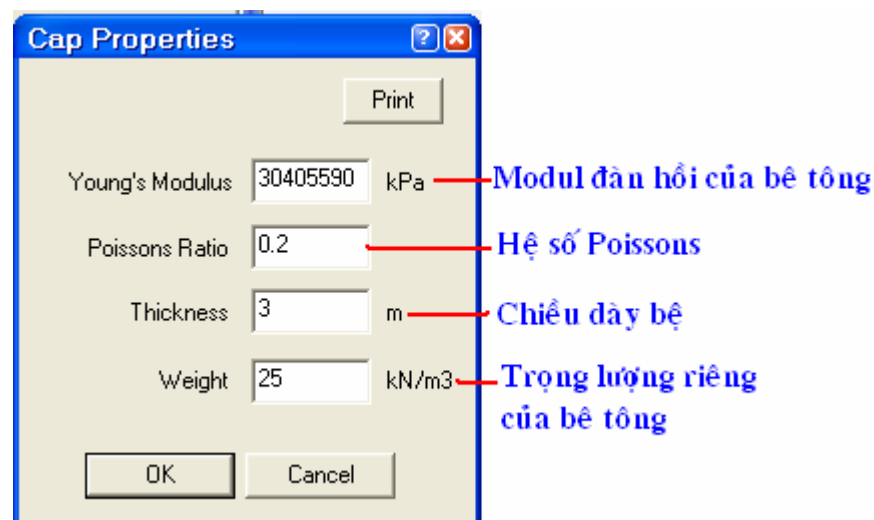 Cap Properties
Print
Young's Modulus 30405590 kPa Modul đàn hồi của bê tông
Poissons Ratio 0.2 Hệ số Poissons
Thickness 3 m Chiều dày bệ
Weight 25 kN/m3 Trọng lượng riêng
của bê tông
OK Cancel